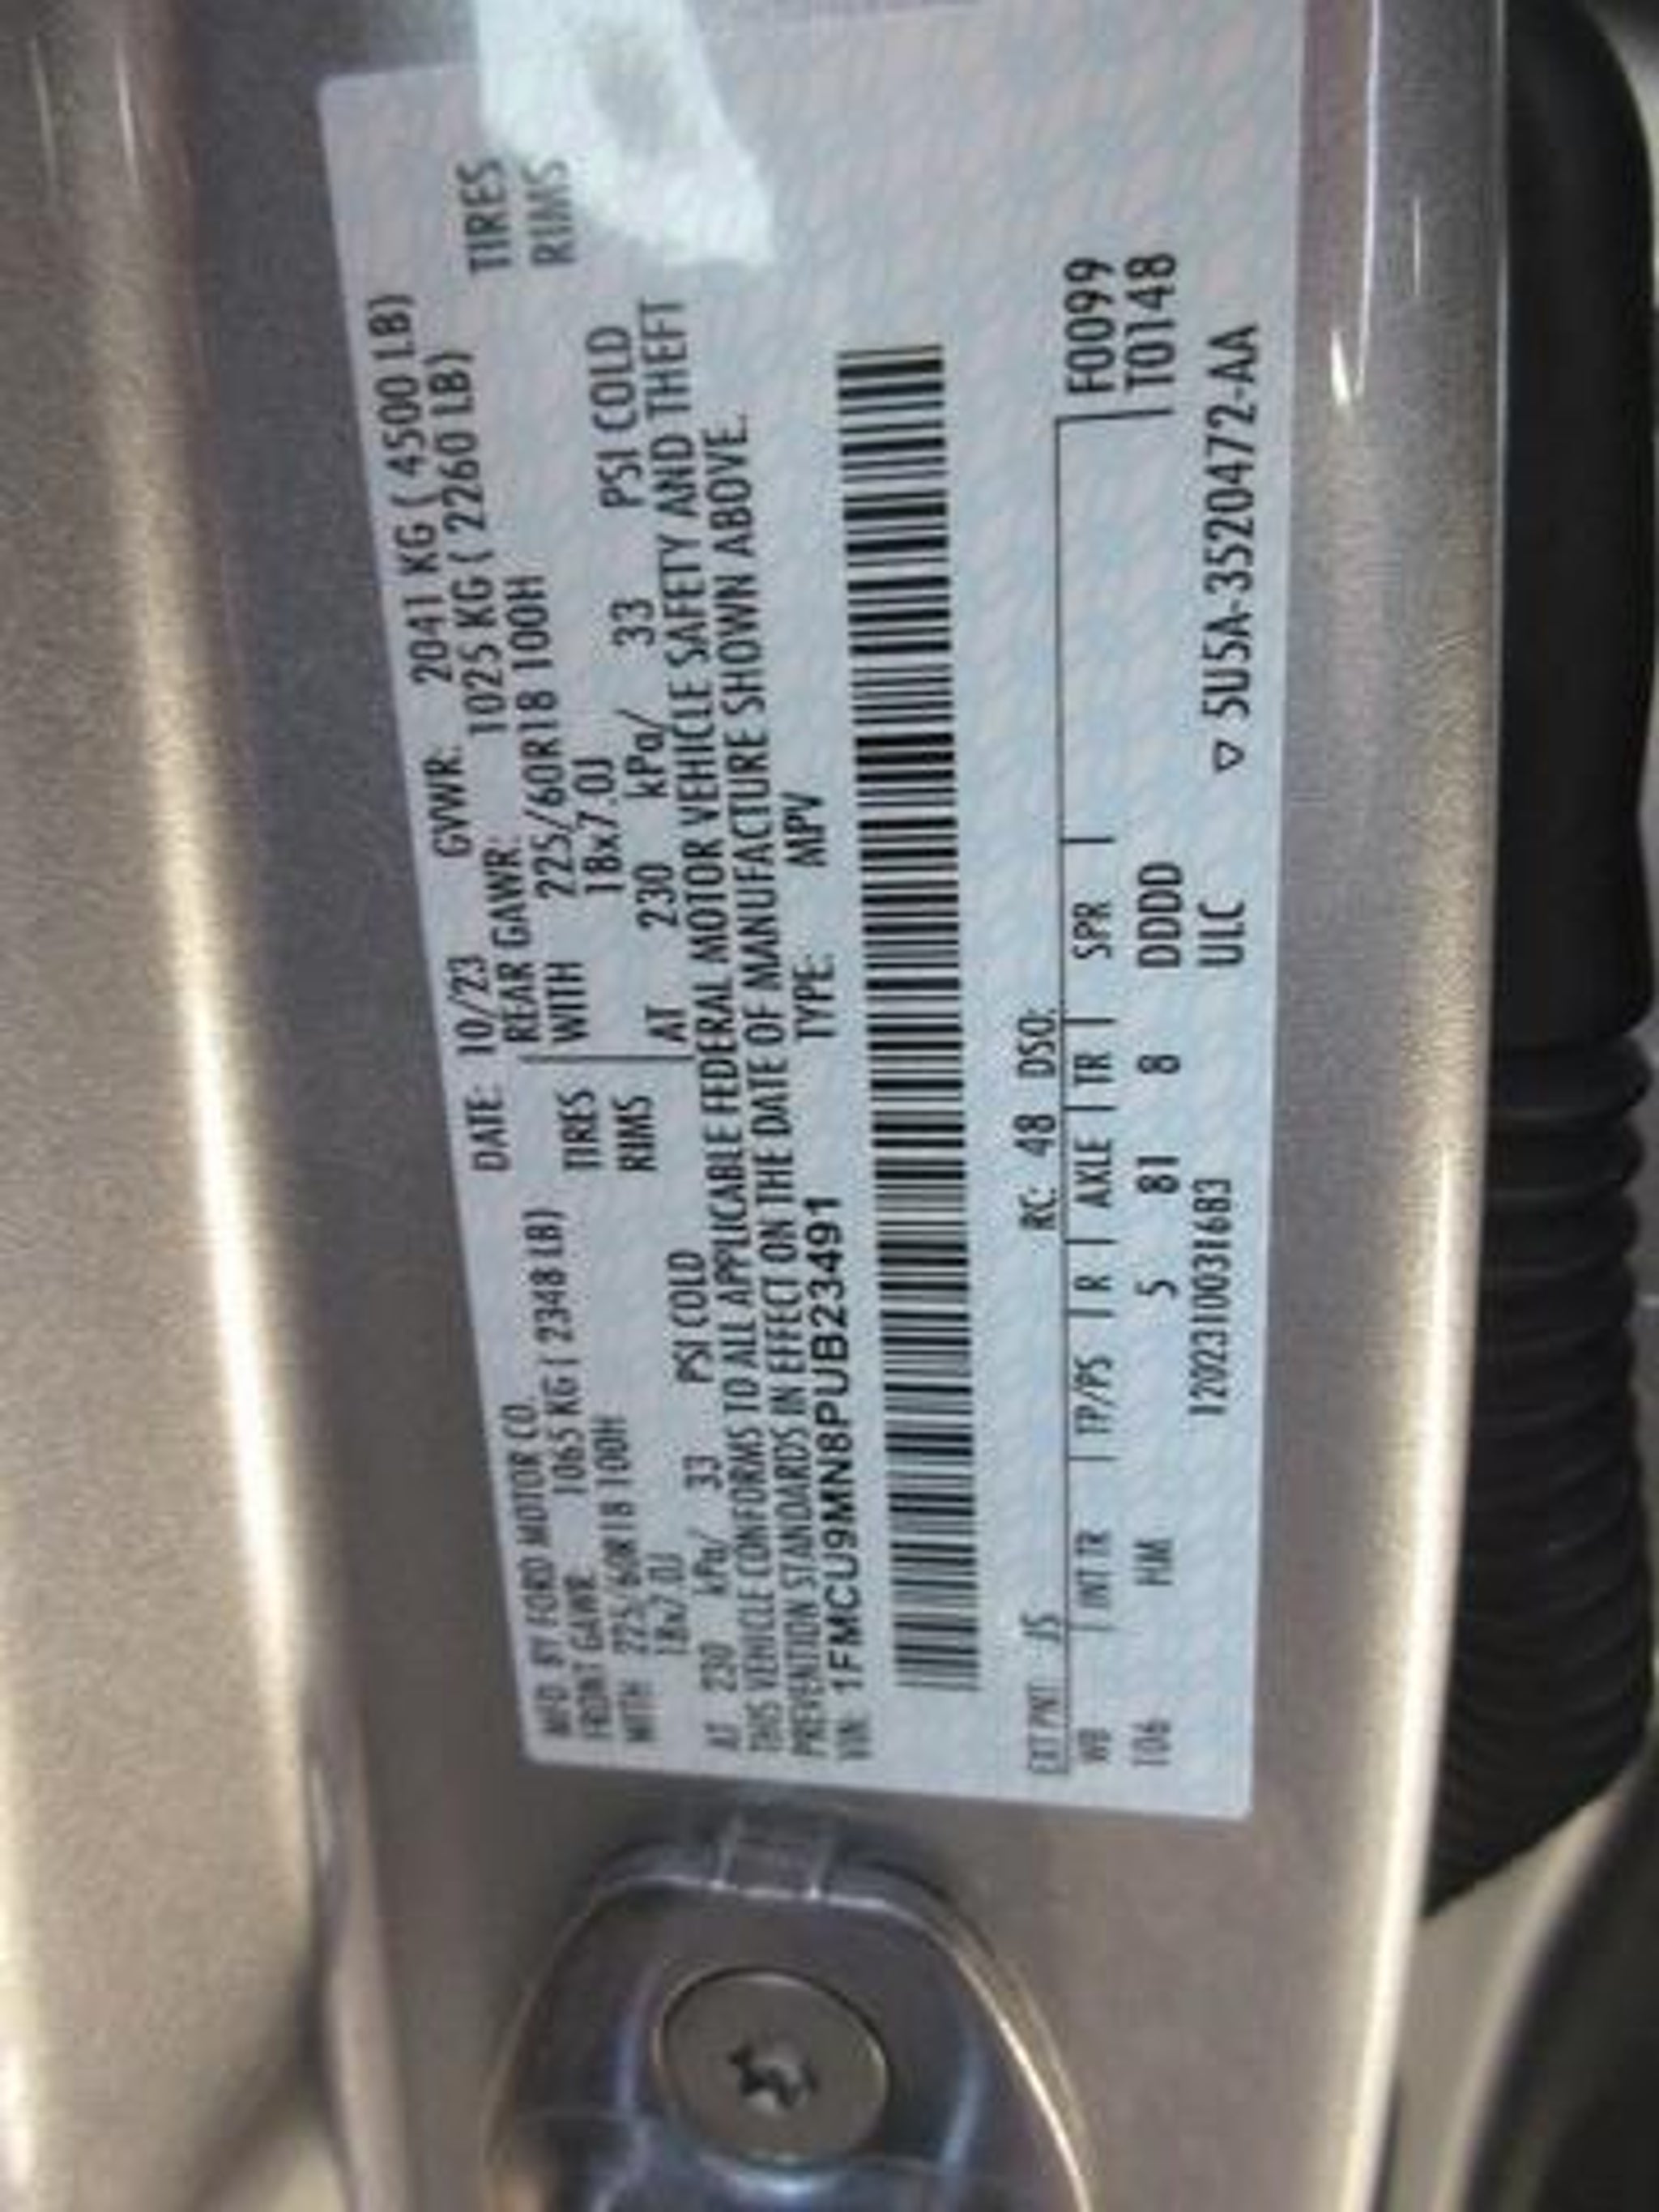 MFD. BY FORD MOTOR CO. DATE: 10/23 GVWR: 2041 KG ( 4500 LB)
FRONT GAWR: 1065 KG ( 2348 LB) REAR GAWR: 1025 KG ( 2260 LB)
WITH 225/60R18 100H TIRES WITH 225/60R18 100H TIRES
18x7.0J RIMS 18x7.0J RIMS
AT 230 kPa/ 33 PSI COLD AT 230 kPa/ 33 PSI COLD
THIS VEHICLE CONFORMS TO ALL APPLICABLE FEDERAL MOTOR VEHICLE SAFETY AND THEFT
PREVENTION STANDARDS IN EFFECT ON THE DATE OF MANUFACTURE SHOWN ABOVE.
VIN: 1FMCU9MN8PUB23491 TYPE: MPV
EXT PNT: JS RC: 48 DSO:
WB INT TR TP/PS R AXLE TR SPR F0099
106 HM 5 81 8 DDDD T0148
1202310031683 ULC ▽ 5U5A-3520472-AA